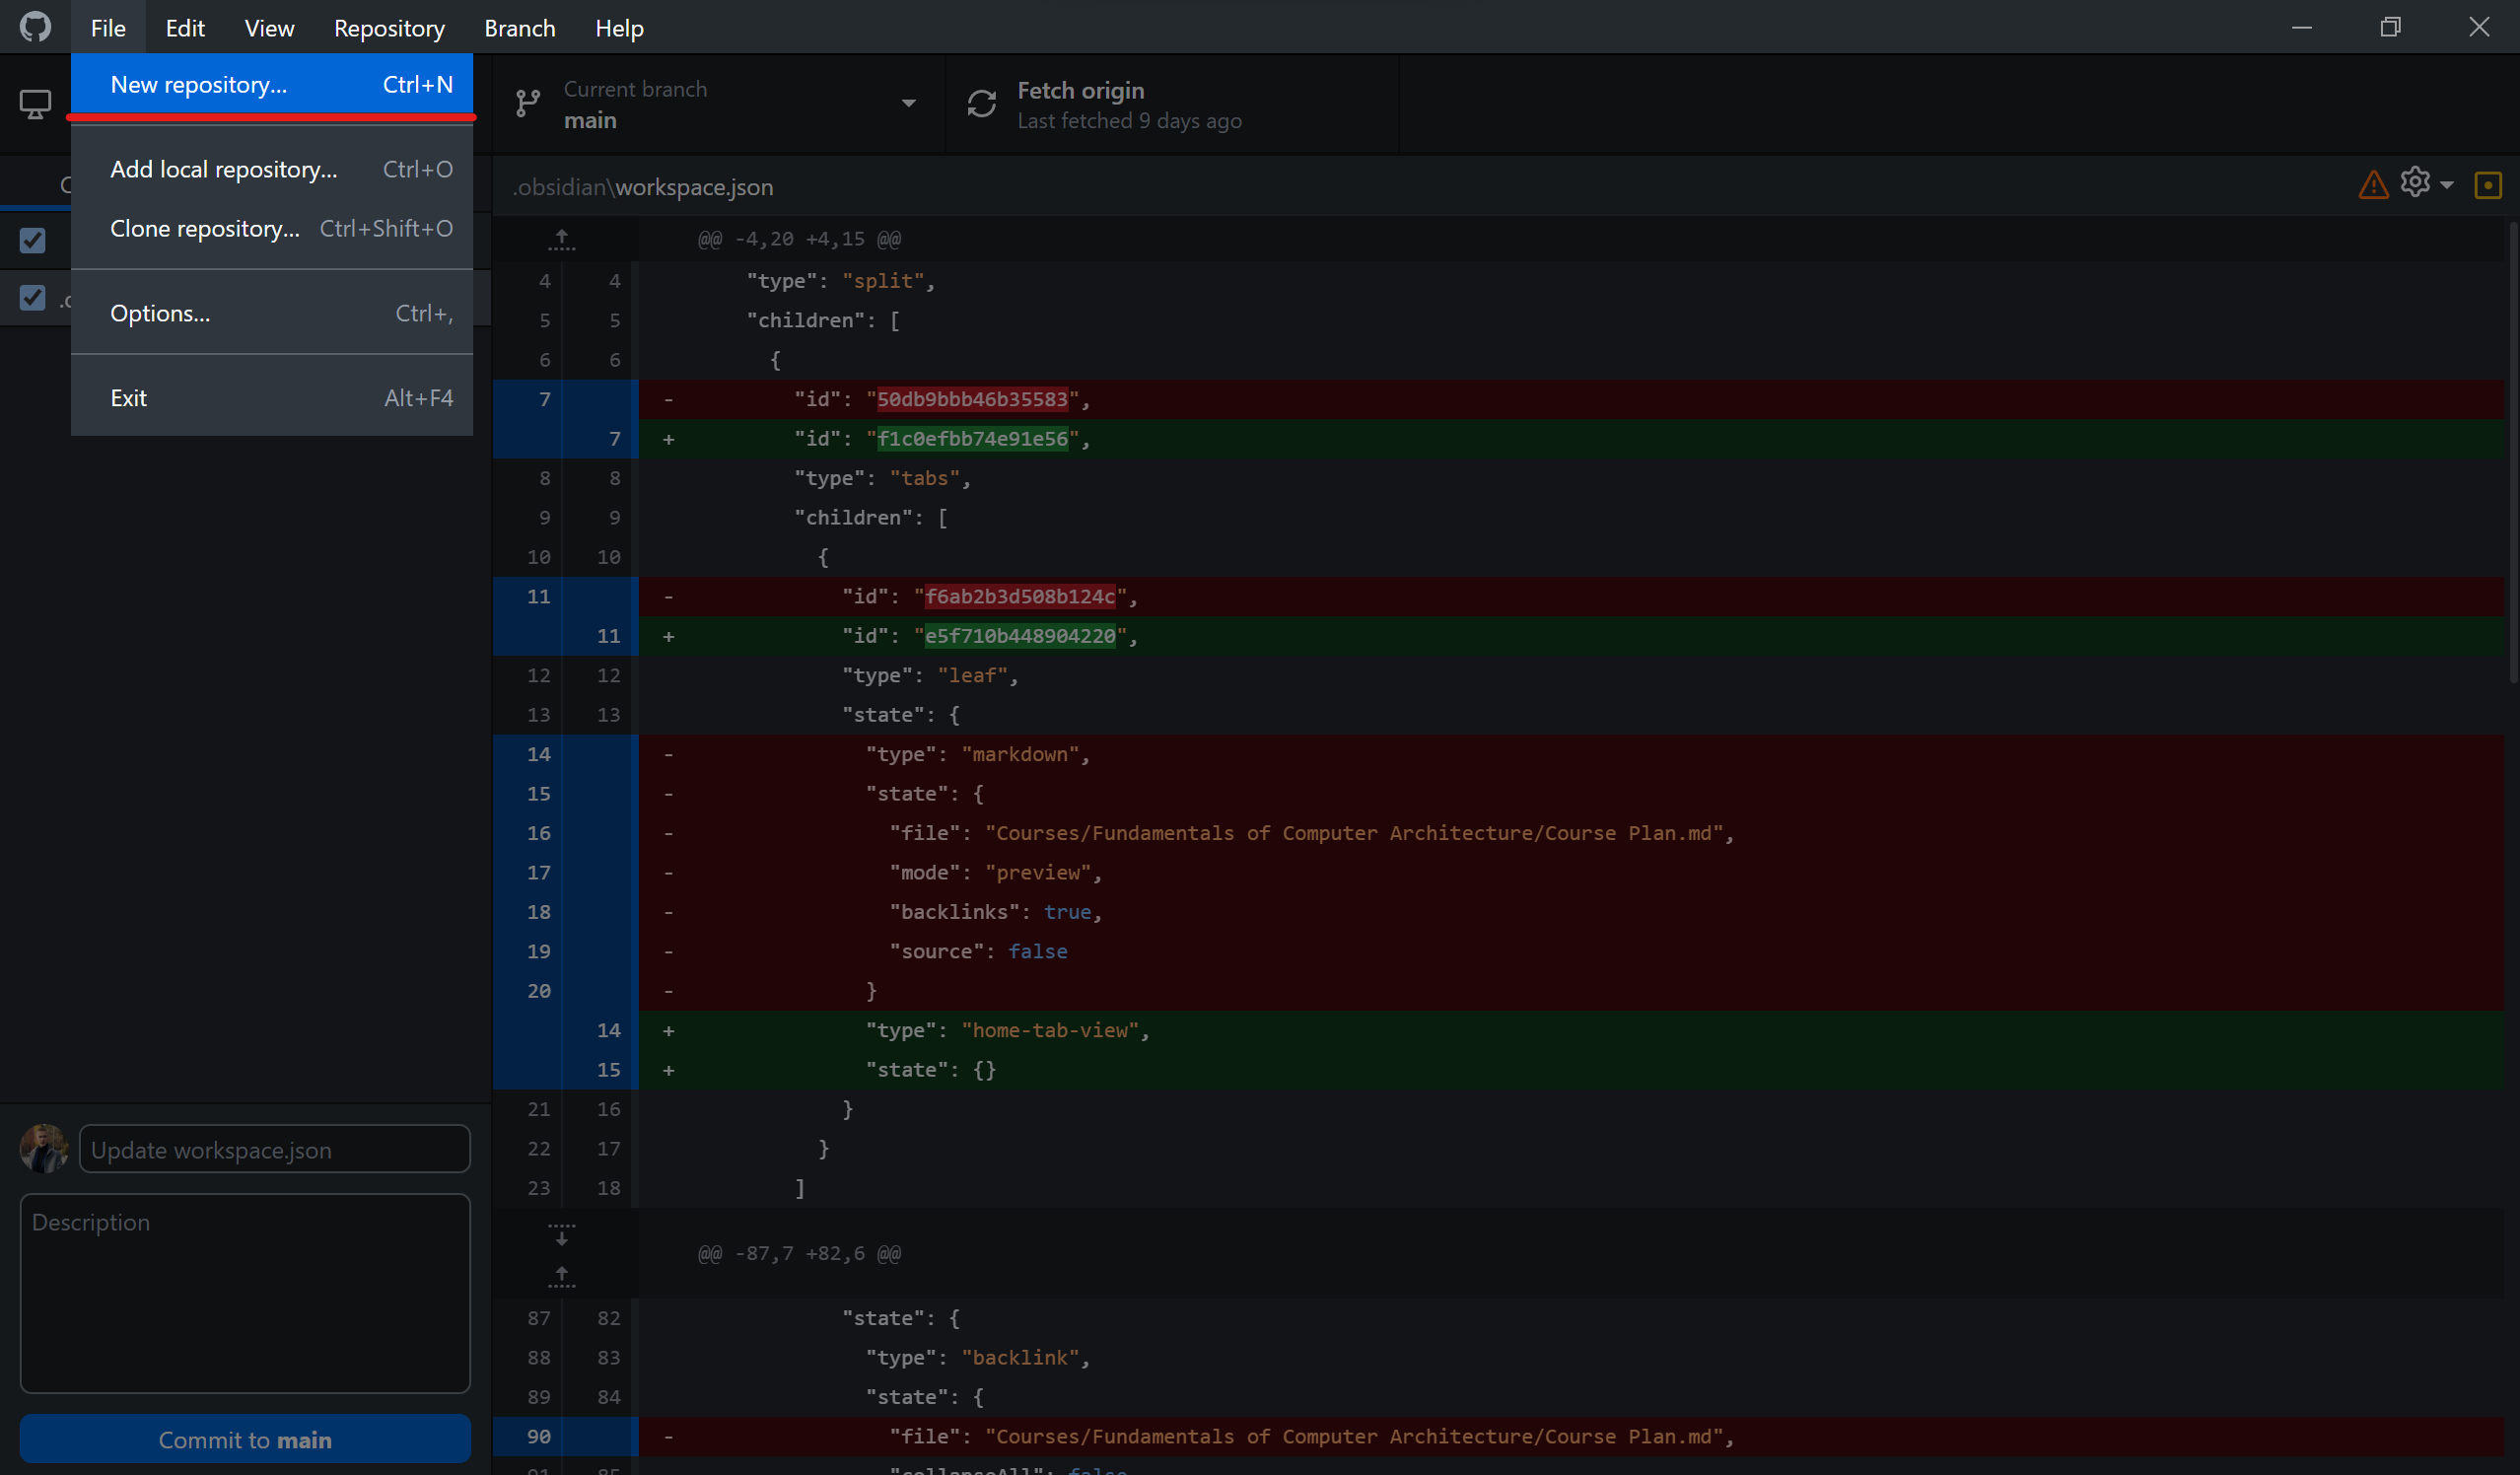 File Edit View Repository Branch Help
New repository... Ctrl+N
Add local repository... Ctrl+O
Clone repository... Ctrl+Shift+O
Options... Ctrl+,
Exit Alt+F4
Current branch
main
Fetch origin
Last fetched 9 days ago
.obsidian\workspace.json
@@ -4,20 +4,15 @@
4 4 "type": "split",
5 5 "children": [
6 6 {
7 - "id": "50db9bbb46b35583",
7 + "id": "f1c0efbb74e91e56",
8 8 "type": "tabs",
9 9 "children": [
10 10 {
11 - "id": "f6ab2b3d508b124c",
11 + "id": "e5f710b448904220",
12 12 "type": "leaf",
13 13 "state": {
14 - "type": "markdown",
15 - "state": {
16 - "file": "Courses/Fundamentals of Computer Architecture/Course Plan.md",
17 - "mode": "preview",
18 - "backlinks": true,
19 - "source": false
20 - }
14 + "type": "home-tab-view",
15 + "state": {}
21 16 }
22 17 }
23 18 ]
@@ -87,7 +82,6 @@
87 82 "state": {
88 83 "type": "backlink",
89 84 "state": {
90 - "file": "Courses/Fundamentals of Computer Architecture/Course Plan.md",
91 85 "collapseAll": false
Update workspace.json
Description
Commit to main